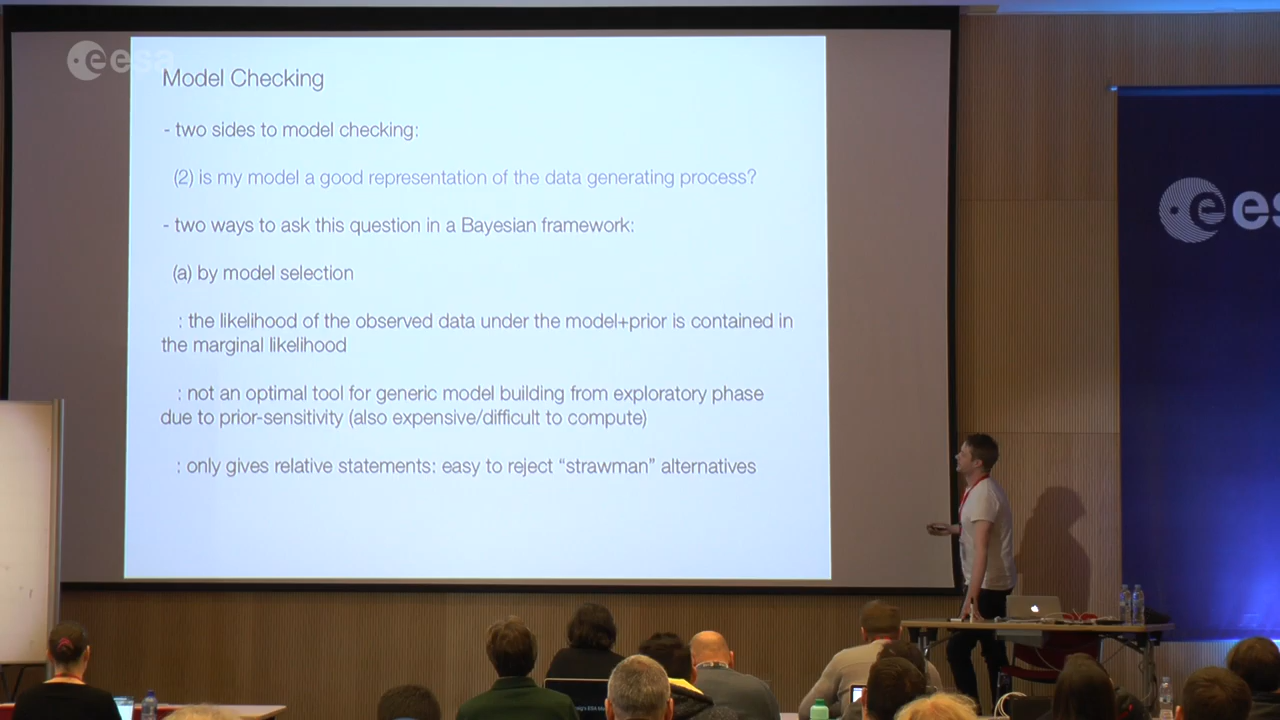 eesa
Model Checking
- two sides to model checking:
(2) is my model a good representation of the data generating process?
- two ways to ask this question in a Bayesian framework:
(a) by model selection
: the likelihood of the observed data under the model+prior is contained in
the marginal likelihood
: not an optimal tool for generic model building from exploratory phase
due to prior-sensitivity (also expensive/difficult to compute)
: only gives relative statements: easy to reject “strawman” alternatives
ees